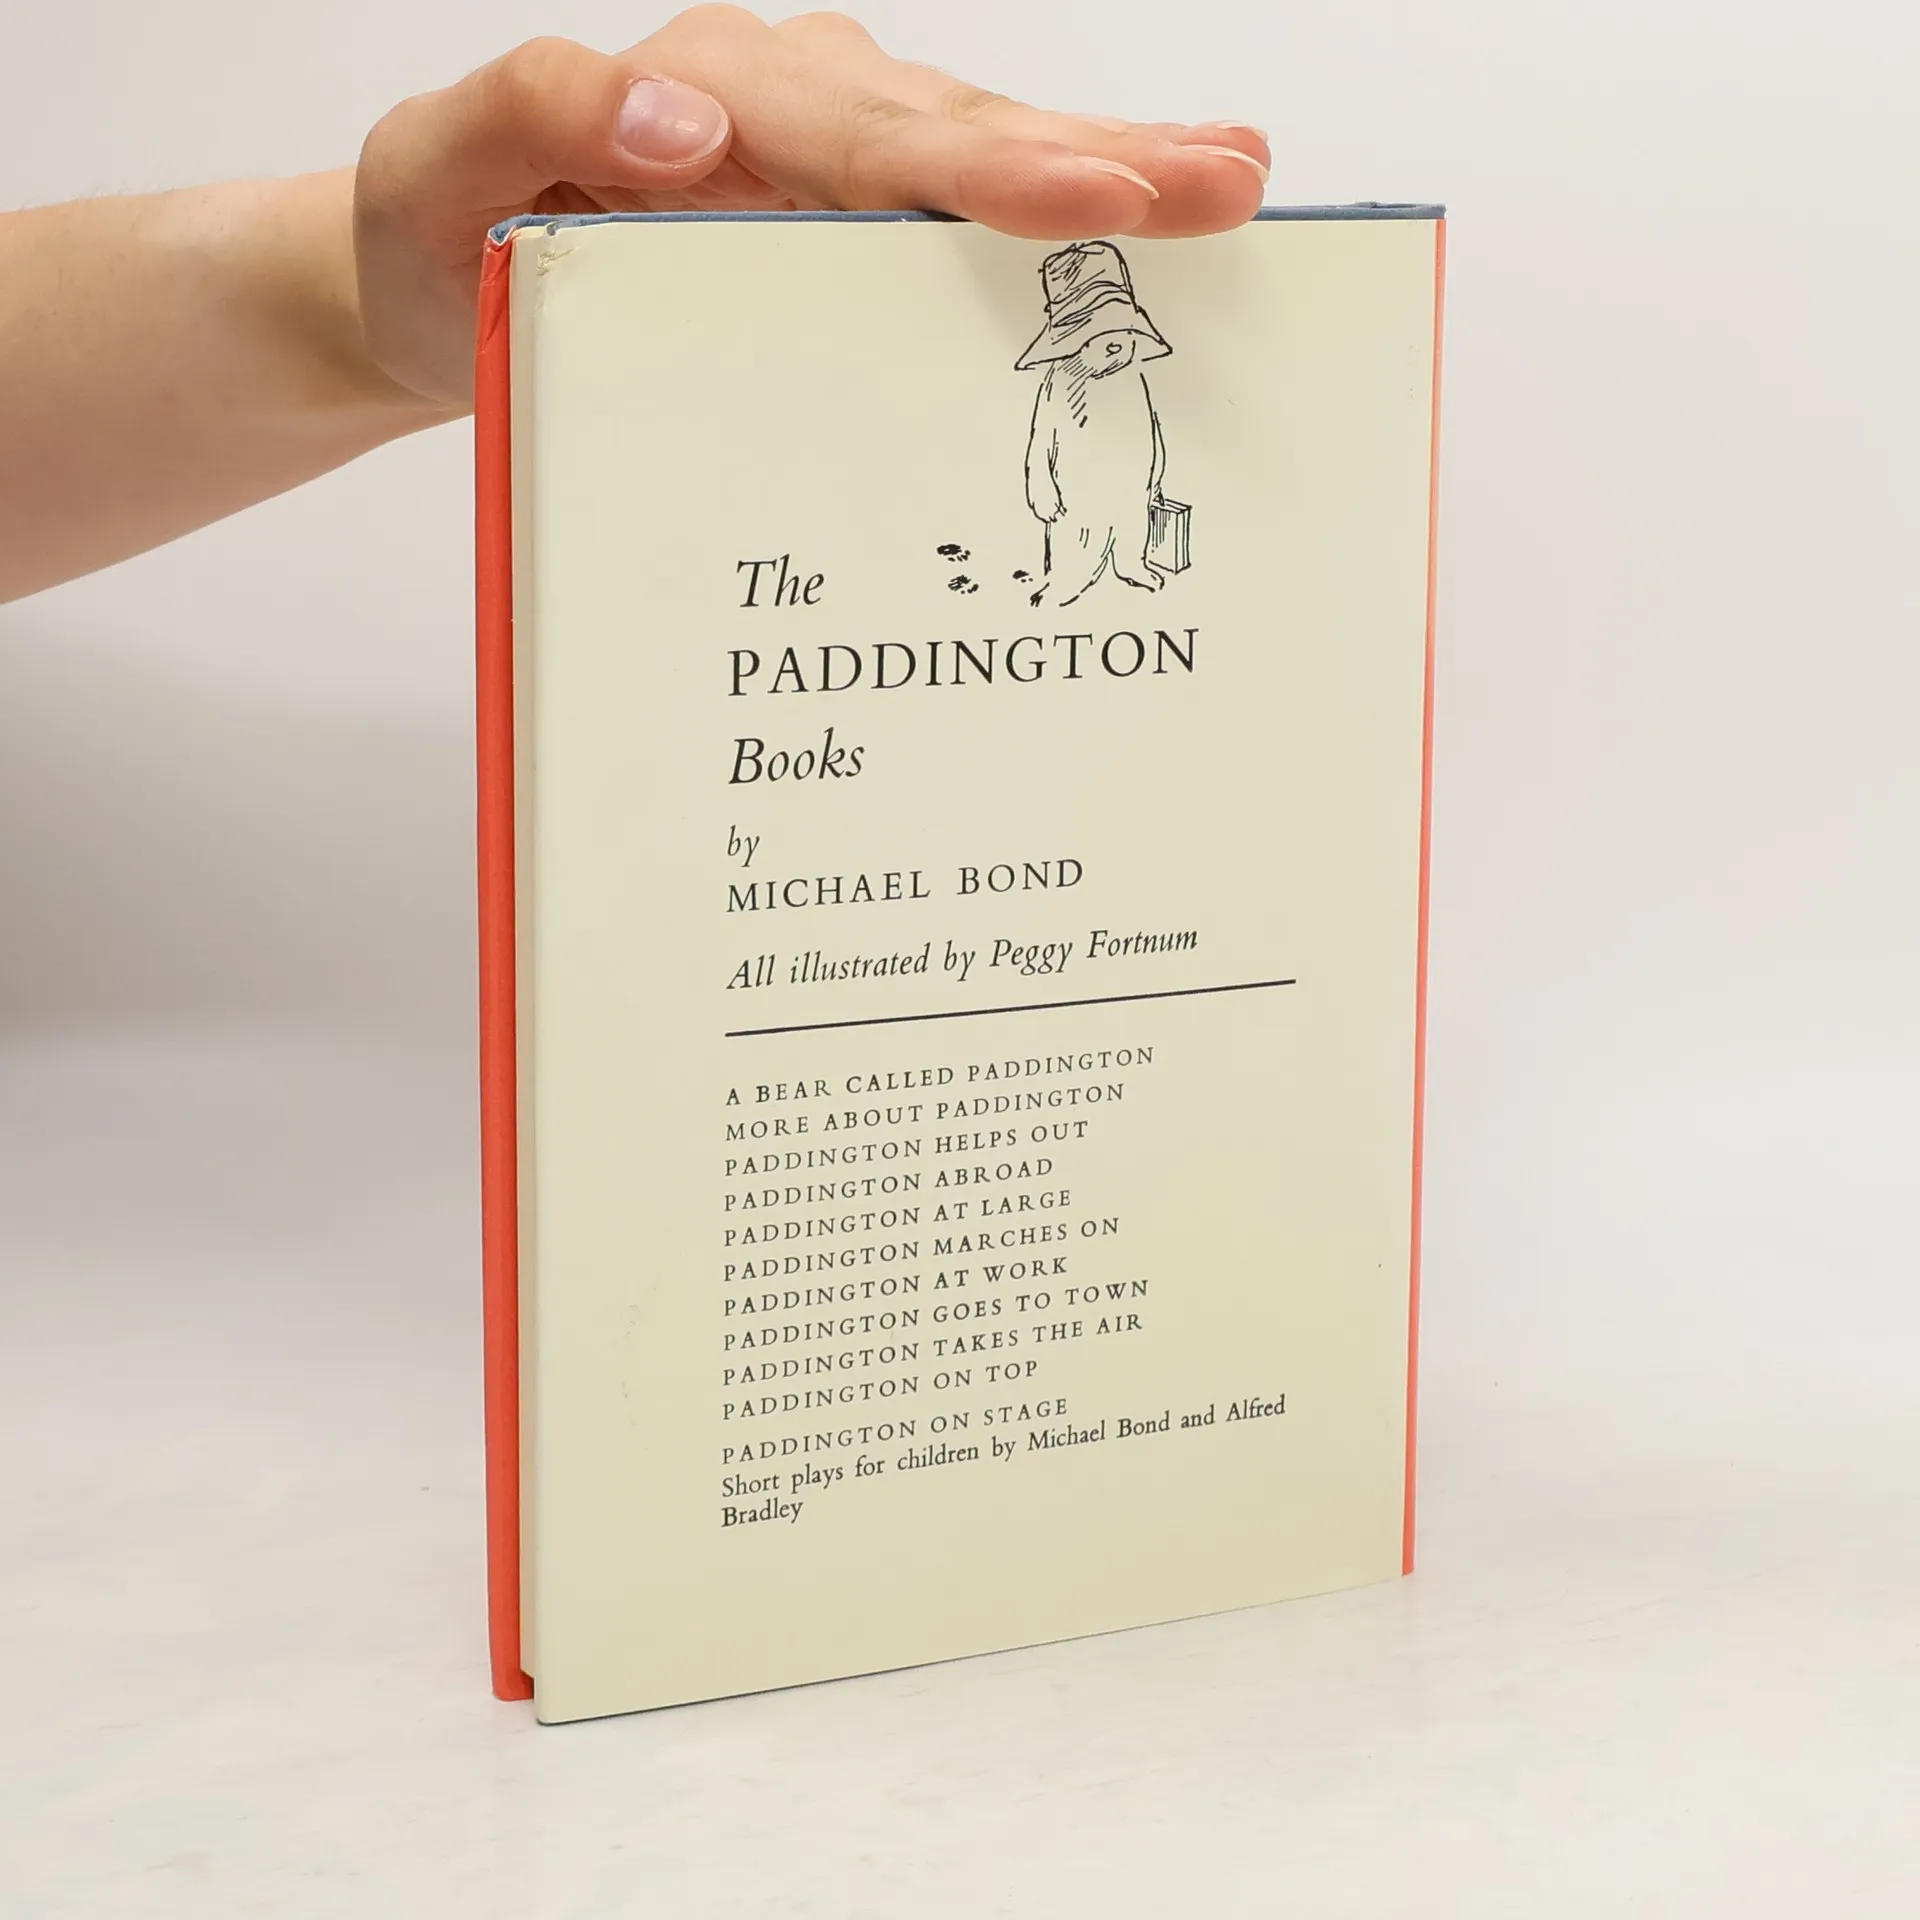 The
PADDINGTON
Books
by
MICHAEL BOND
All illustrated by Peggy Fortnum
A BEAR CALLED PADDINGTON
MORE ABOUT PADDINGTON
PADDINGTON HELPS OUT
PADDINGTON ABROAD
PADDINGTON AT LARGE
PADDINGTON MARCHES ON
PADDINGTON AT WORK
PADDINGTON GOES TO TOWN
PADDINGTON TAKES THE AIR
PADDINGTON ON TOP
PADDINGTON ON STAGE
Short plays for children by Michael Bond and Alfred
Bradley